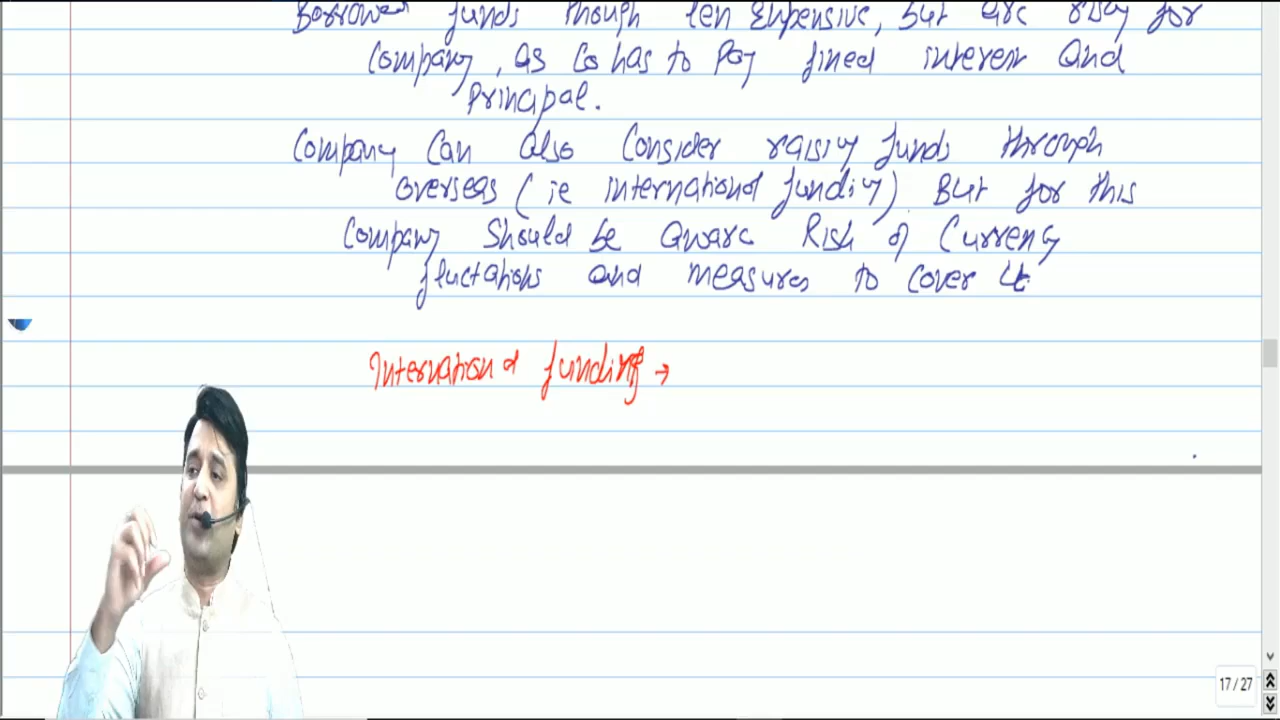 Borrowed funds though less Expensive, But are risky for
Company, as Co has to Pay fixed interest and
Principal.
Company Can also Consider raising funds through
overseas (ie international funding) But for this
Company Should be aware Risk of Currency
fluctations and measures to cover it
International funding →
17 / 27